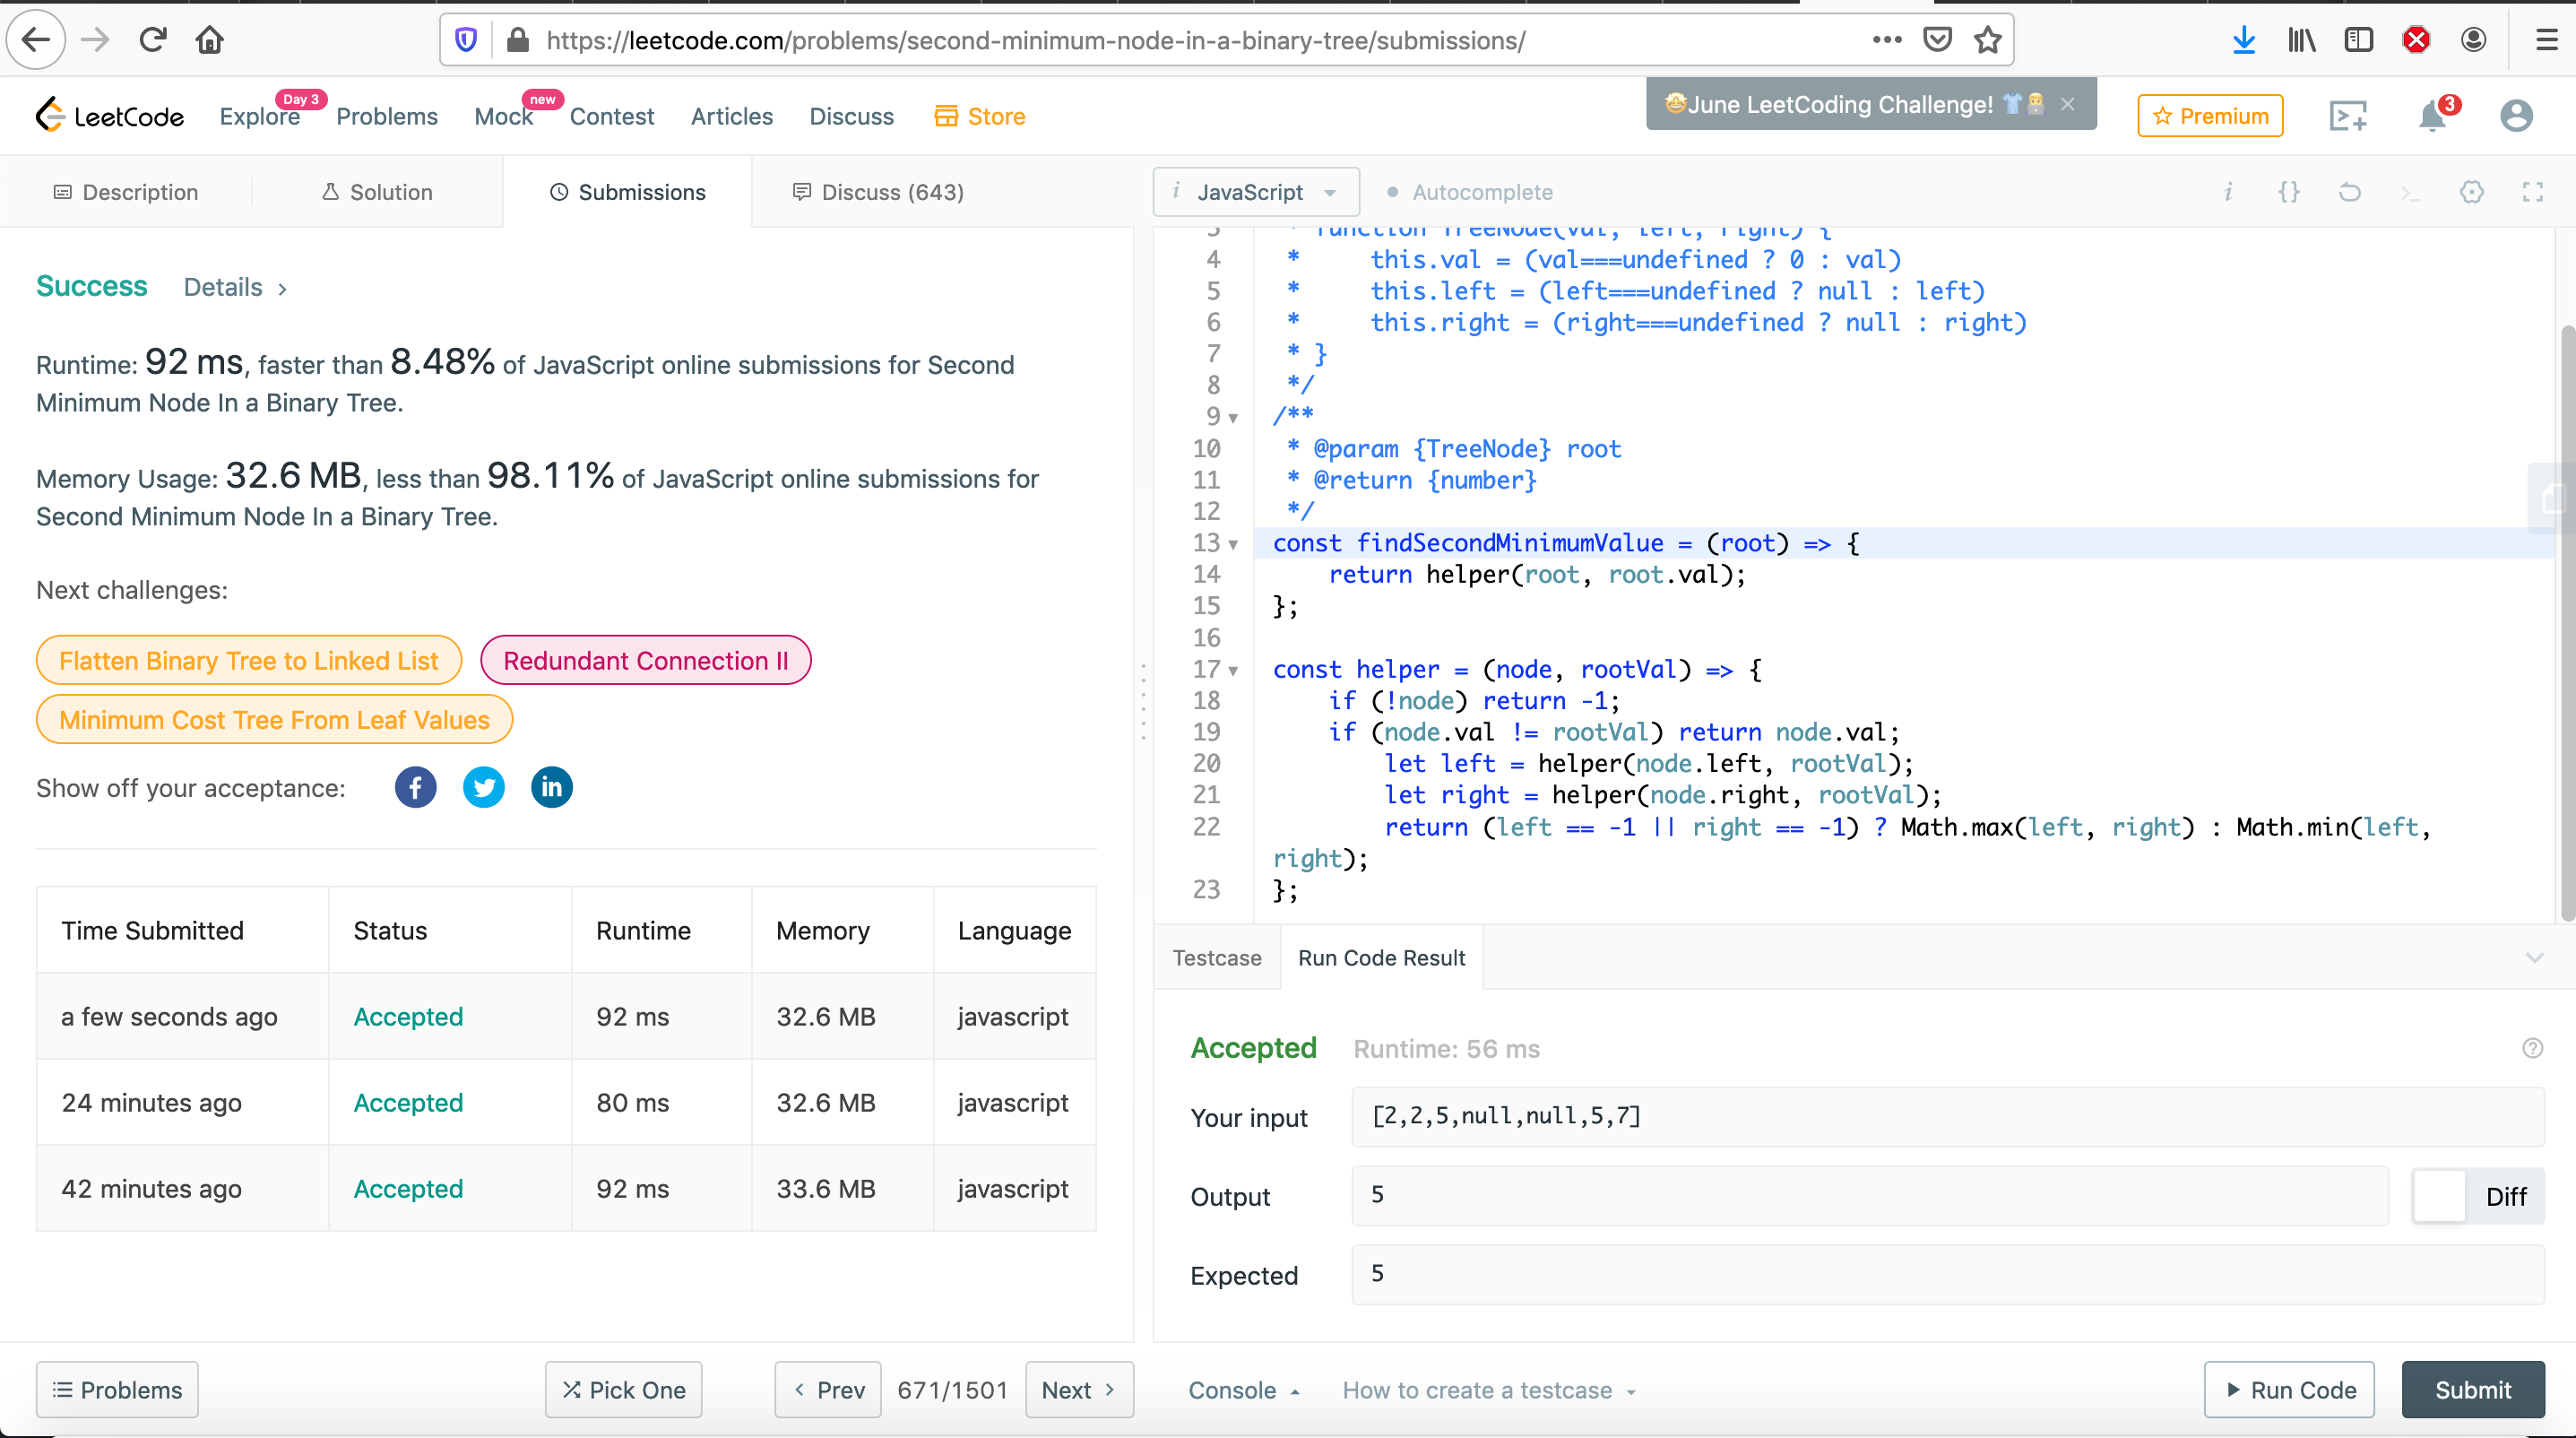 https://leetcode.com/problems/second-minimum-node-in-a-binary-tree/submissions/
LeetCode
Explore
Day 3
Problems
Mock
new
Contest
Articles
Discuss
Store
June LeetCoding Challenge!
Premium
3
Description
Solution
Submissions
Discuss (643)
Success
Details
Runtime: 92 ms, faster than 8.48% of JavaScript online submissions for Second
Minimum Node In a Binary Tree.
Memory Usage: 32.6 MB, less than 98.11% of JavaScript online submissions for
Second Minimum Node In a Binary Tree.
Next challenges:
Flatten Binary Tree to Linked List
Redundant Connection II
Minimum Cost Tree From Leaf Values
Show off your acceptance:
Time Submitted Status Runtime Memory Language
a few seconds ago Accepted 92 ms 32.6 MB javascript
24 minutes ago Accepted 80 ms 32.6 MB javascript
42 minutes ago Accepted 92 ms 33.6 MB javascript
Problems
Pick One
Prev
671/1501
Next
i JavaScript
Autocomplete
3 * function TreeNode(val, left, right) {
4 *     this.val = (val===undefined ? 0 : val)
5 *     this.left = (left===undefined ? null : left)
6 *     this.right = (right===undefined ? null : right)
7 * }
8 */
9 /**
10 * @param {TreeNode} root
11 * @return {number}
12 */
13 const findSecondMinimumValue = (root) => {
14     return helper(root, root.val);
15 };
16
17 const helper = (node, rootVal) => {
18     if (!node) return -1;
19     if (node.val != rootVal) return node.val;
20         let left = helper(node.left, rootVal);
21         let right = helper(node.right, rootVal);
22         return (left == -1 || right == -1) ? Math.max(left, right) : Math.min(left,
right);
23 };
Testcase
Run Code Result
Accepted
Runtime: 56 ms
Your input
[2,2,5,null,null,5,7]
Output
5
Diff
Expected
5
Console
How to create a testcase
Run Code
Submit